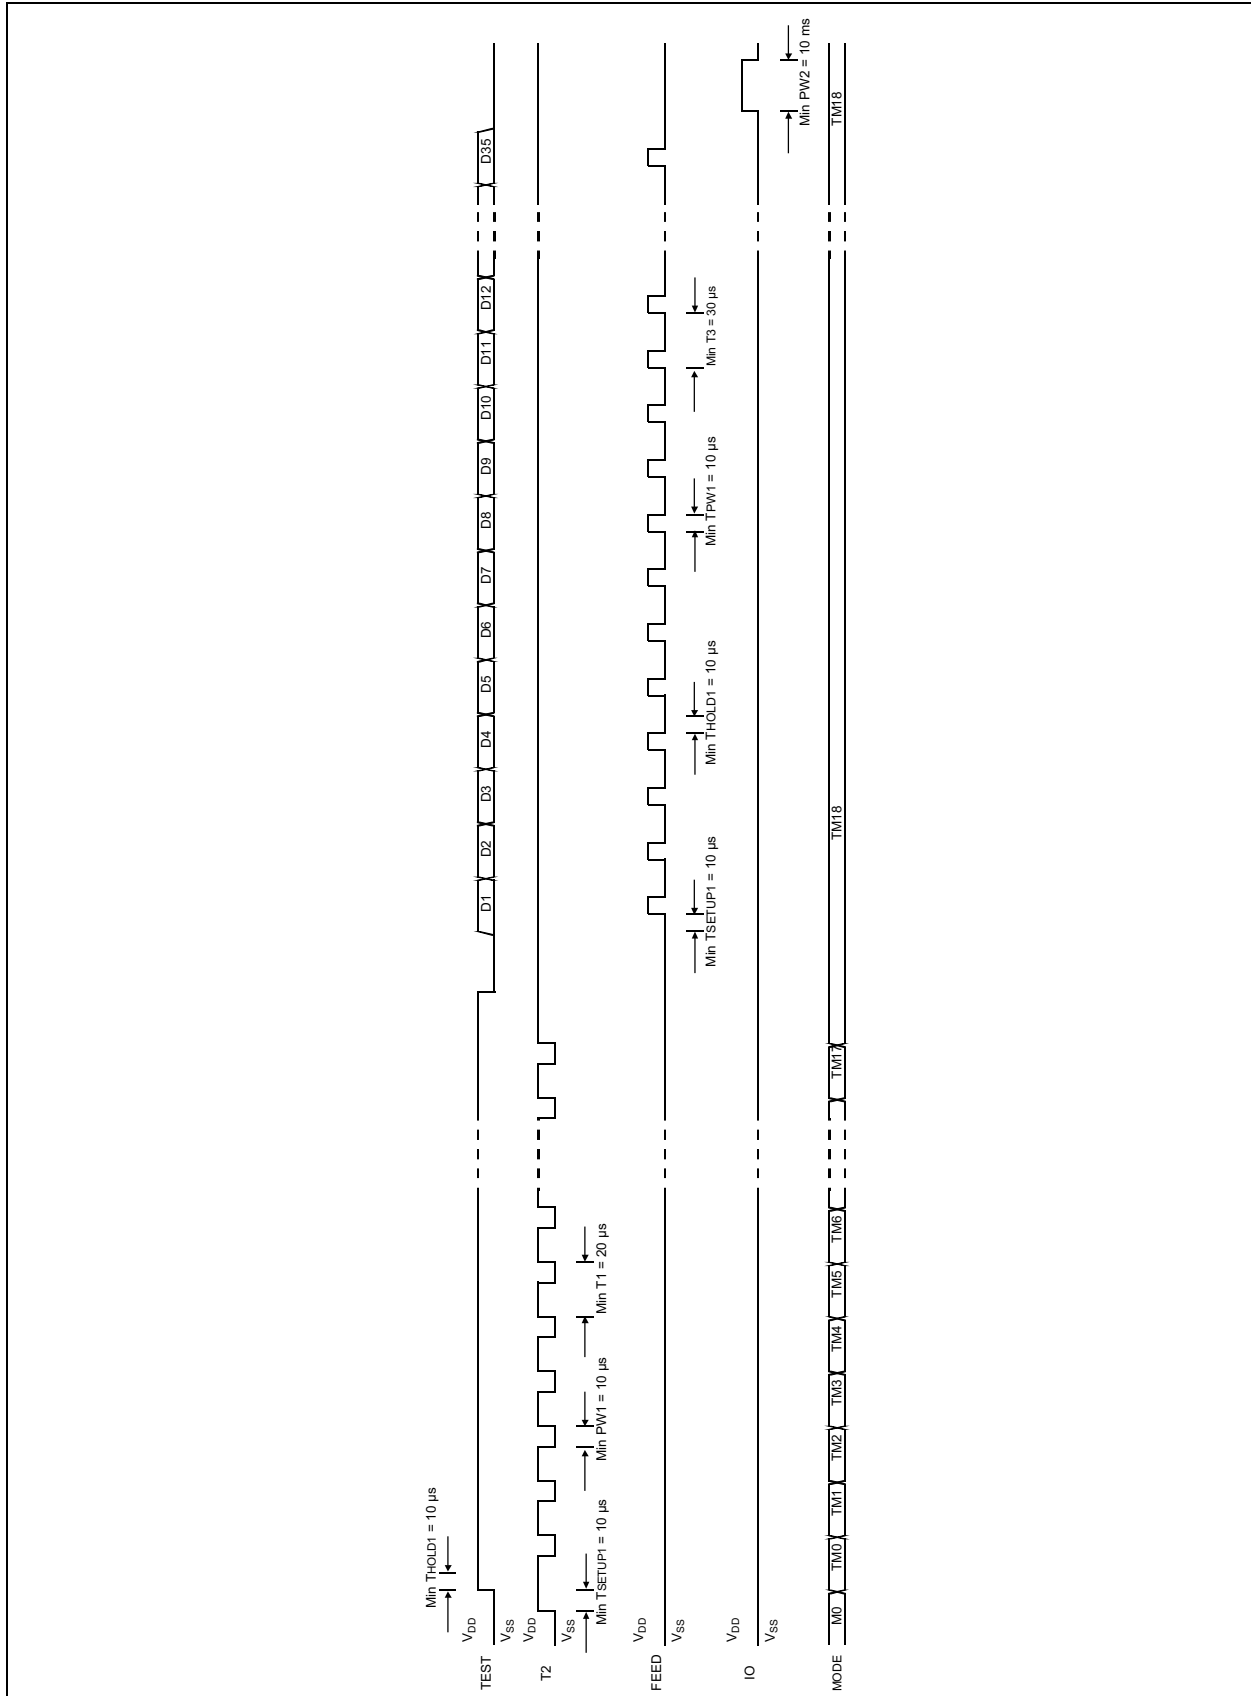 Min THOLD1 = 10 µs
TEST
VDD
VSS
D1
D2
D3
D4
D5
D6
D7
D8
D9
D10
D11
D12
D35
T2
VDD
VSS
Min TSETUP1 = 10 µs
Min PW1 = 10 µs
Min T1 = 20 µs
FEED
VDD
VSS
Min TSETUP1 = 10 µs
Min THOLD1 = 10 µs
Min TPW1 = 10 µs
Min T3 = 30 µs
IO
VDD
VSS
Min PW2 = 10 ms
MODE
M0
TM0
TM1
TM2
TM3
TM4
TM5
TM6
TM17
TM18
TM18